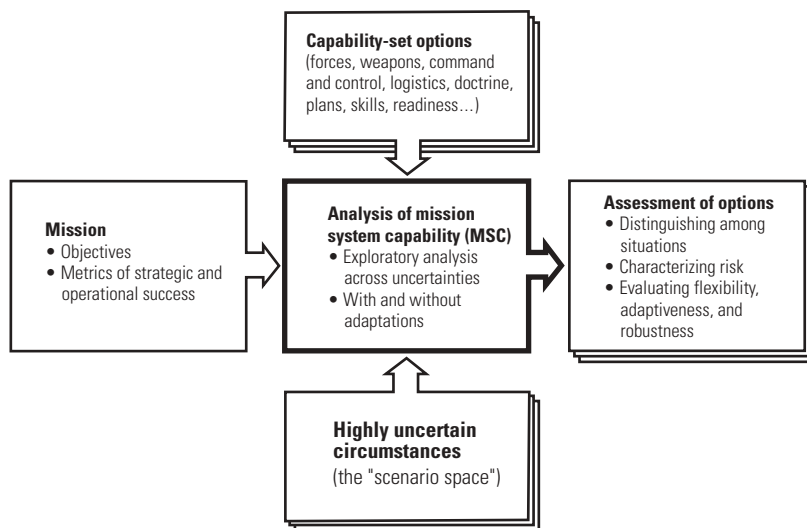 Capability-set options
(forces, weapons, command
and control, logistics, doctrine,
plans, skills, readiness…)
Mission
• Objectives
• Metrics of strategic and
operational success
Analysis of mission
system capability (MSC)
• Exploratory analysis
across uncertainties
• With and without
adaptations
Assessment of options
• Distinguishing among
situations
• Characterizing risk
• Evaluating flexibility,
adaptiveness, and
robustness
Highly uncertain
circumstances
(the "scenario space")